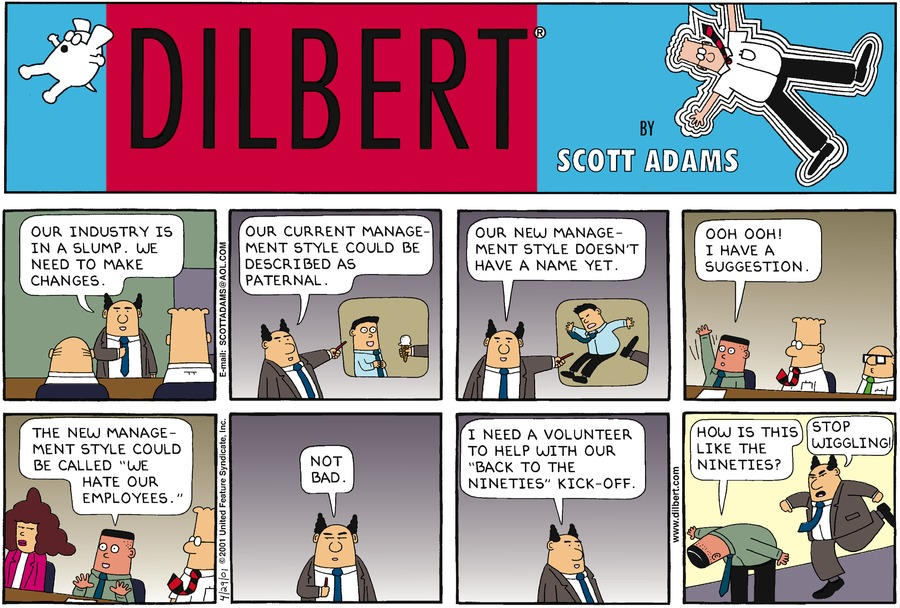 DILBERT®
BY
SCOTT ADAMS
OUR INDUSTRY IS
IN A SLUMP. WE
NEED TO MAKE
CHANGES.
E-mail: SCOTTADAMS@AOL.COM
OUR CURRENT MANAGE-
MENT STYLE COULD BE
DESCRIBED AS
PATERNAL.
OUR NEW MANAGE-
MENT STYLE DOESN'T
HAVE A NAME YET.
OOH OOH!
I HAVE A
SUGGESTION.
THE NEW MANAGE-
MENT STYLE COULD
BE CALLED "WE
HATE OUR
EMPLOYEES."
4/29/01 © 2001 United Feature Syndicate, Inc.
NOT
BAD.
I NEED A VOLUNTEER
TO HELP WITH OUR
"BACK TO THE
NINETIES" KICK-OFF.
www.dilbert.com
HOW IS THIS
LIKE THE
NINETIES?
STOP
WIGGLING!